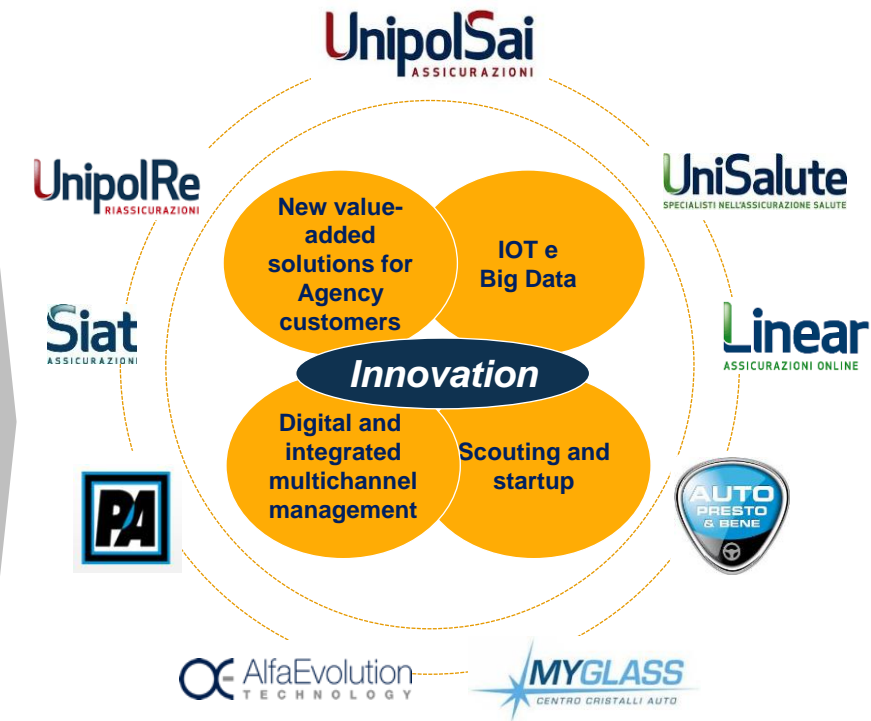 UnipolSai
ASSICURAZIONI
UnipolRe
RIASSICURAZIONI
UniSalute
SPECIALISTI NELL'ASSICURAZIONE SALUTE
New value-
added
solutions for
Agency
customers
IOT e
Big Data
Siat
ASSICURAZIONI
Linear
ASSICURAZIONI ONLINE
Innovation
Digital and
integrated
multichannel
management
Scouting and
startup
PA
AUTO
PRESTO
& BENE
AlfaEvolution
TECHNOLOGY
MYGLASS
CENTRO CRISTALLI AUTO